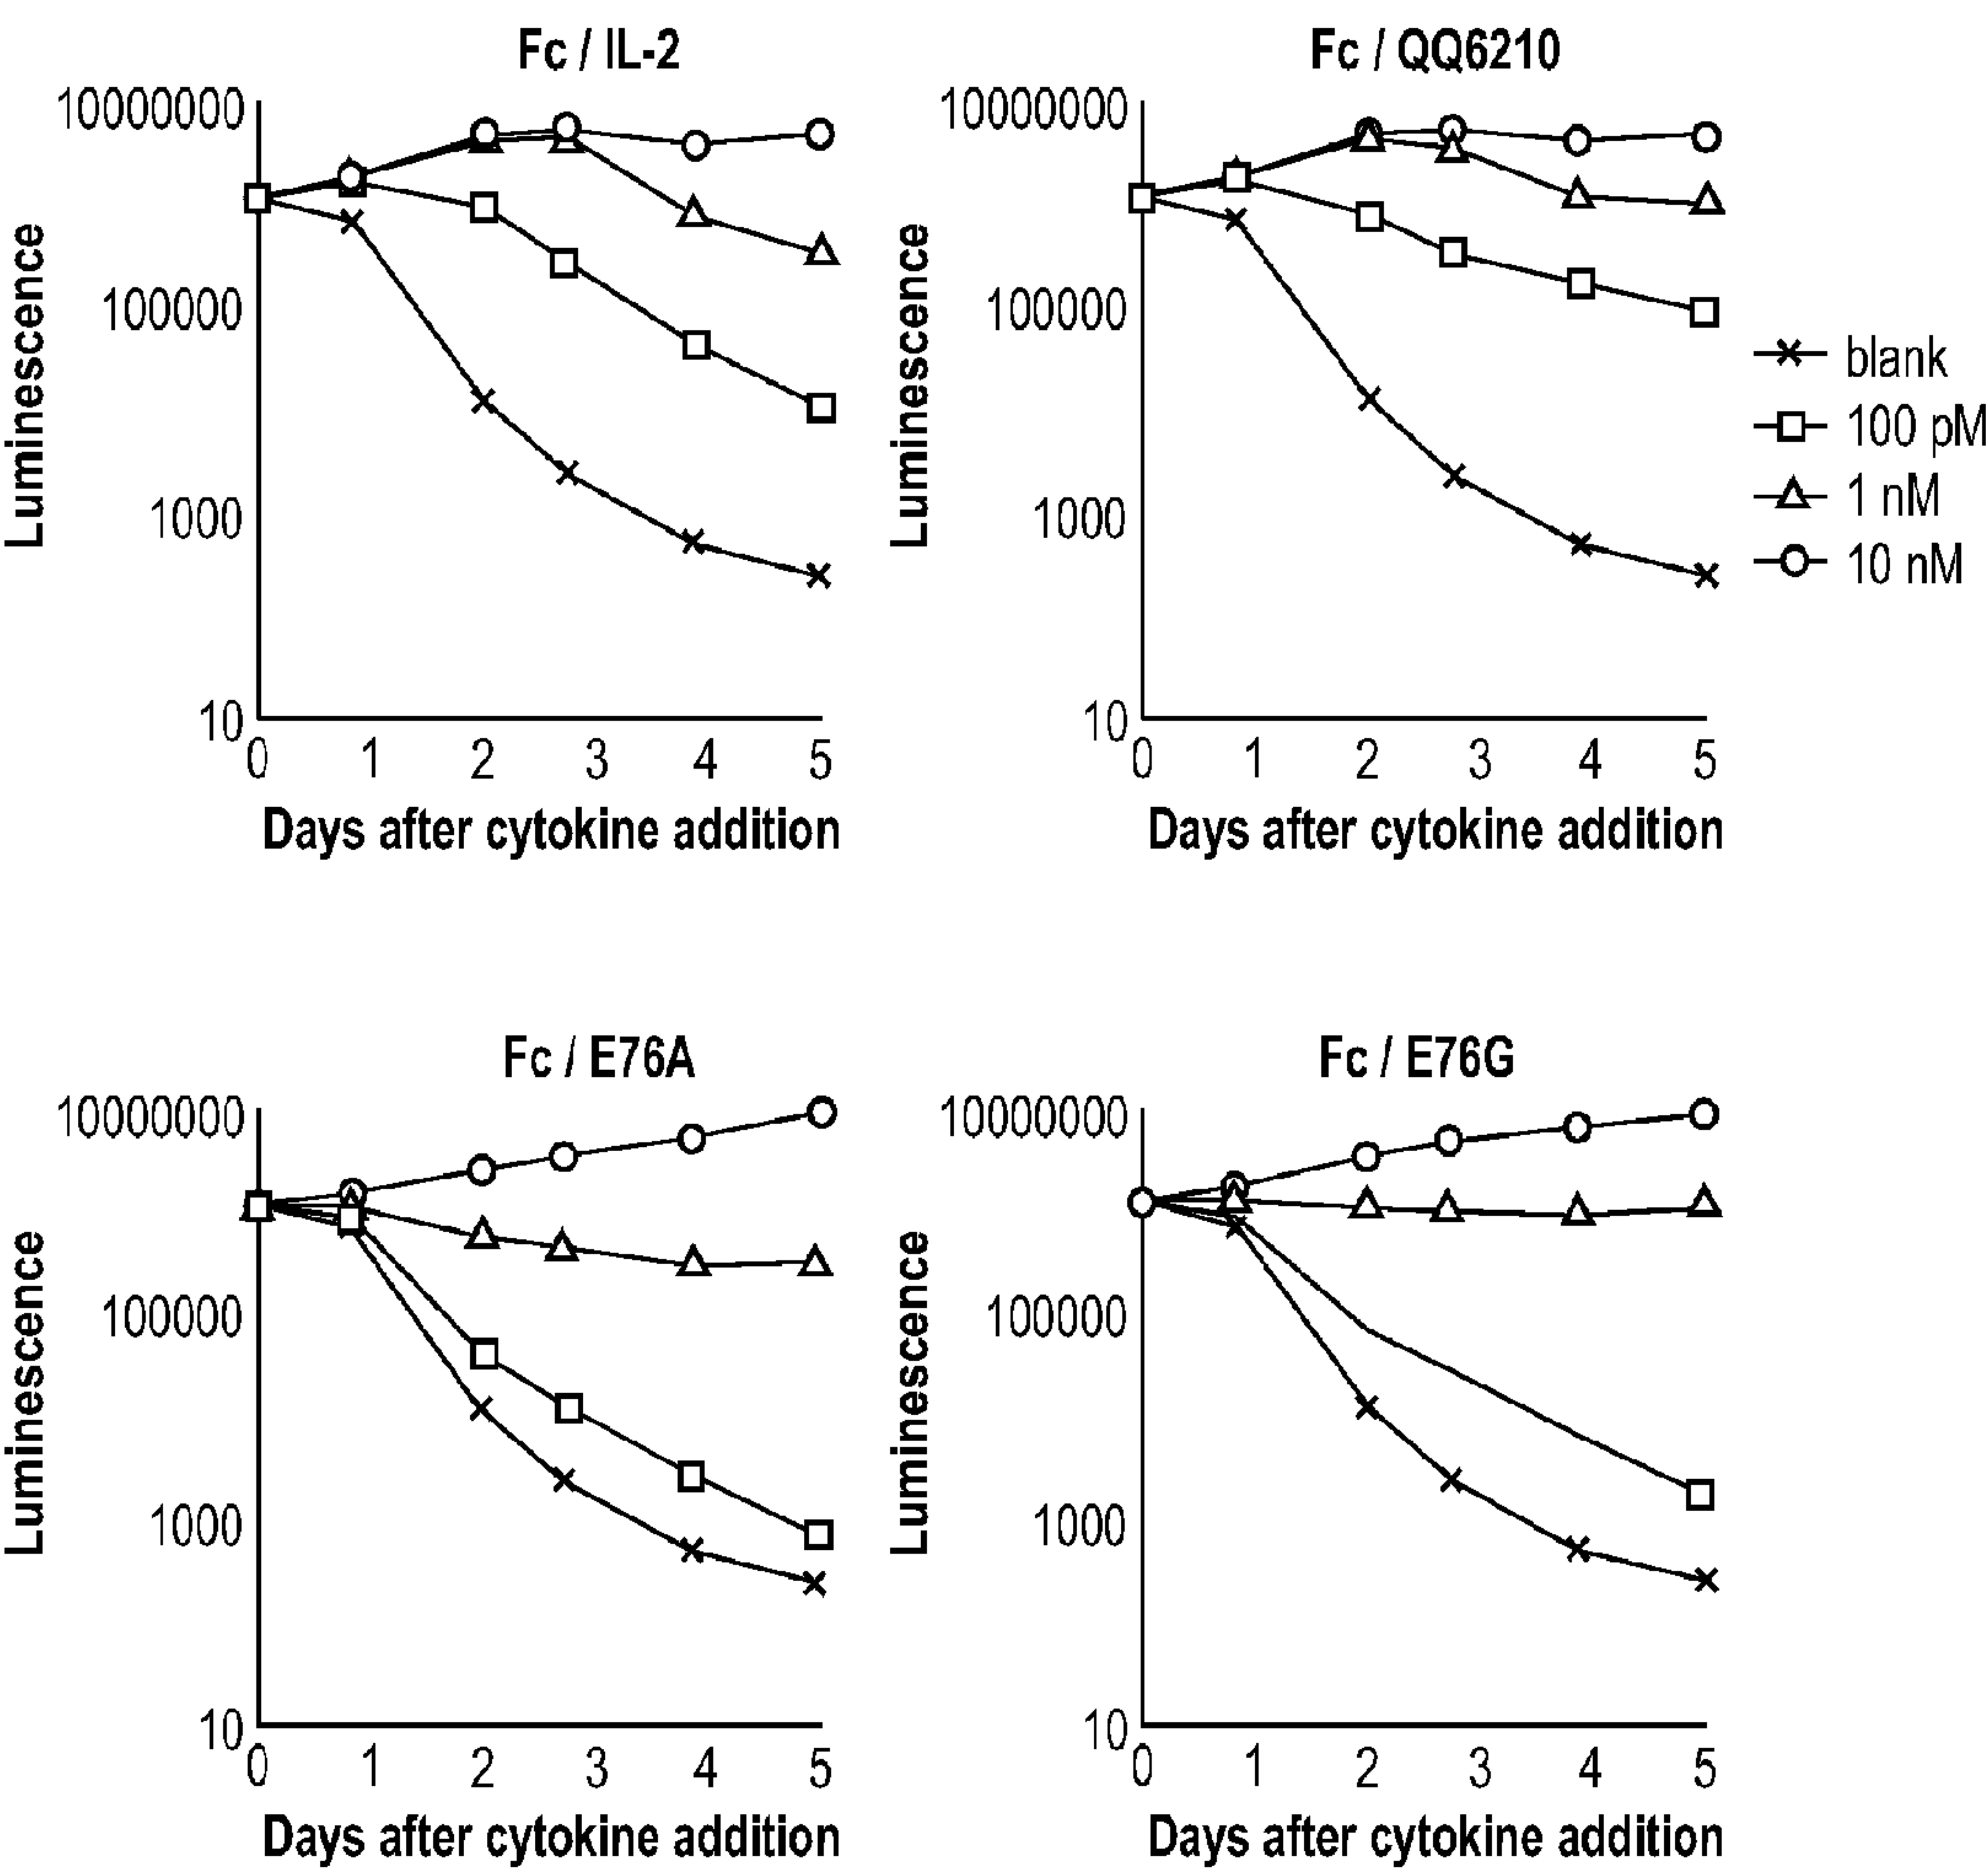 Fc / IL-2
Luminescence
10000000
100000
1000
10
0 1 2 3 4 5
Days after cytokine addition
Fc / QQ6210
Luminescence
10000000
100000
1000
10
0 1 2 3 4 5
Days after cytokine addition
blank
100 pM
1 nM
10 nM
Fc / E76A
Luminescence
10000000
100000
1000
10
0 1 2 3 4 5
Days after cytokine addition
Fc / E76G
Luminescence
10000000
100000
1000
10
0 1 2 3 4 5
Days after cytokine addition